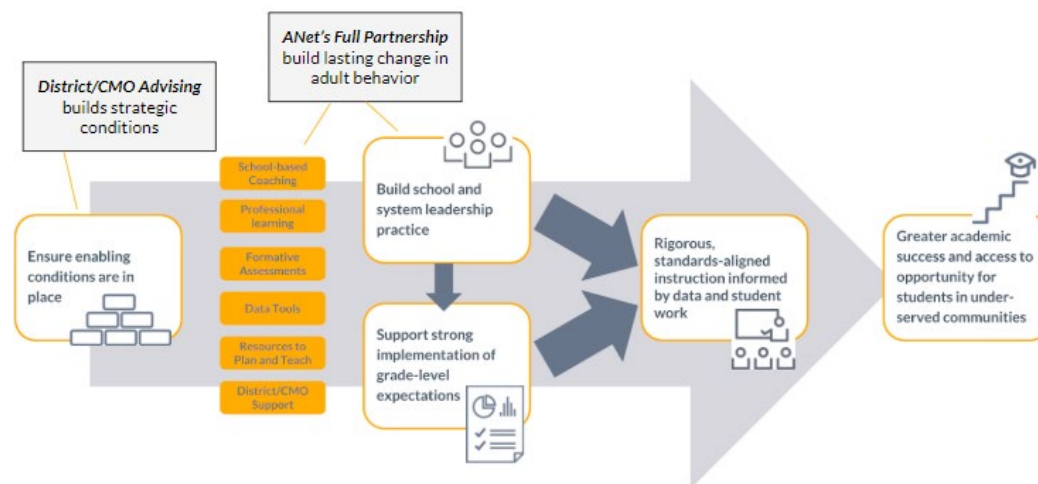 ANet's Full Partnership
build lasting change in
adult behavior
District/CMO Advising
builds strategic
conditions
School-based
Coaching
Professional
learning
Formative
Assessments
Data Tools
Resources to
Plan and Teach
District/CMO
Support
Ensure enabling
conditions are in
place
Build school and
system leadership
practice
Support strong
implementation of
grade-level
expectations
Rigorous,
standards-aligned
instruction informed
by data and student
work
Greater academic
success and access to
opportunity for
students in under-
served communities